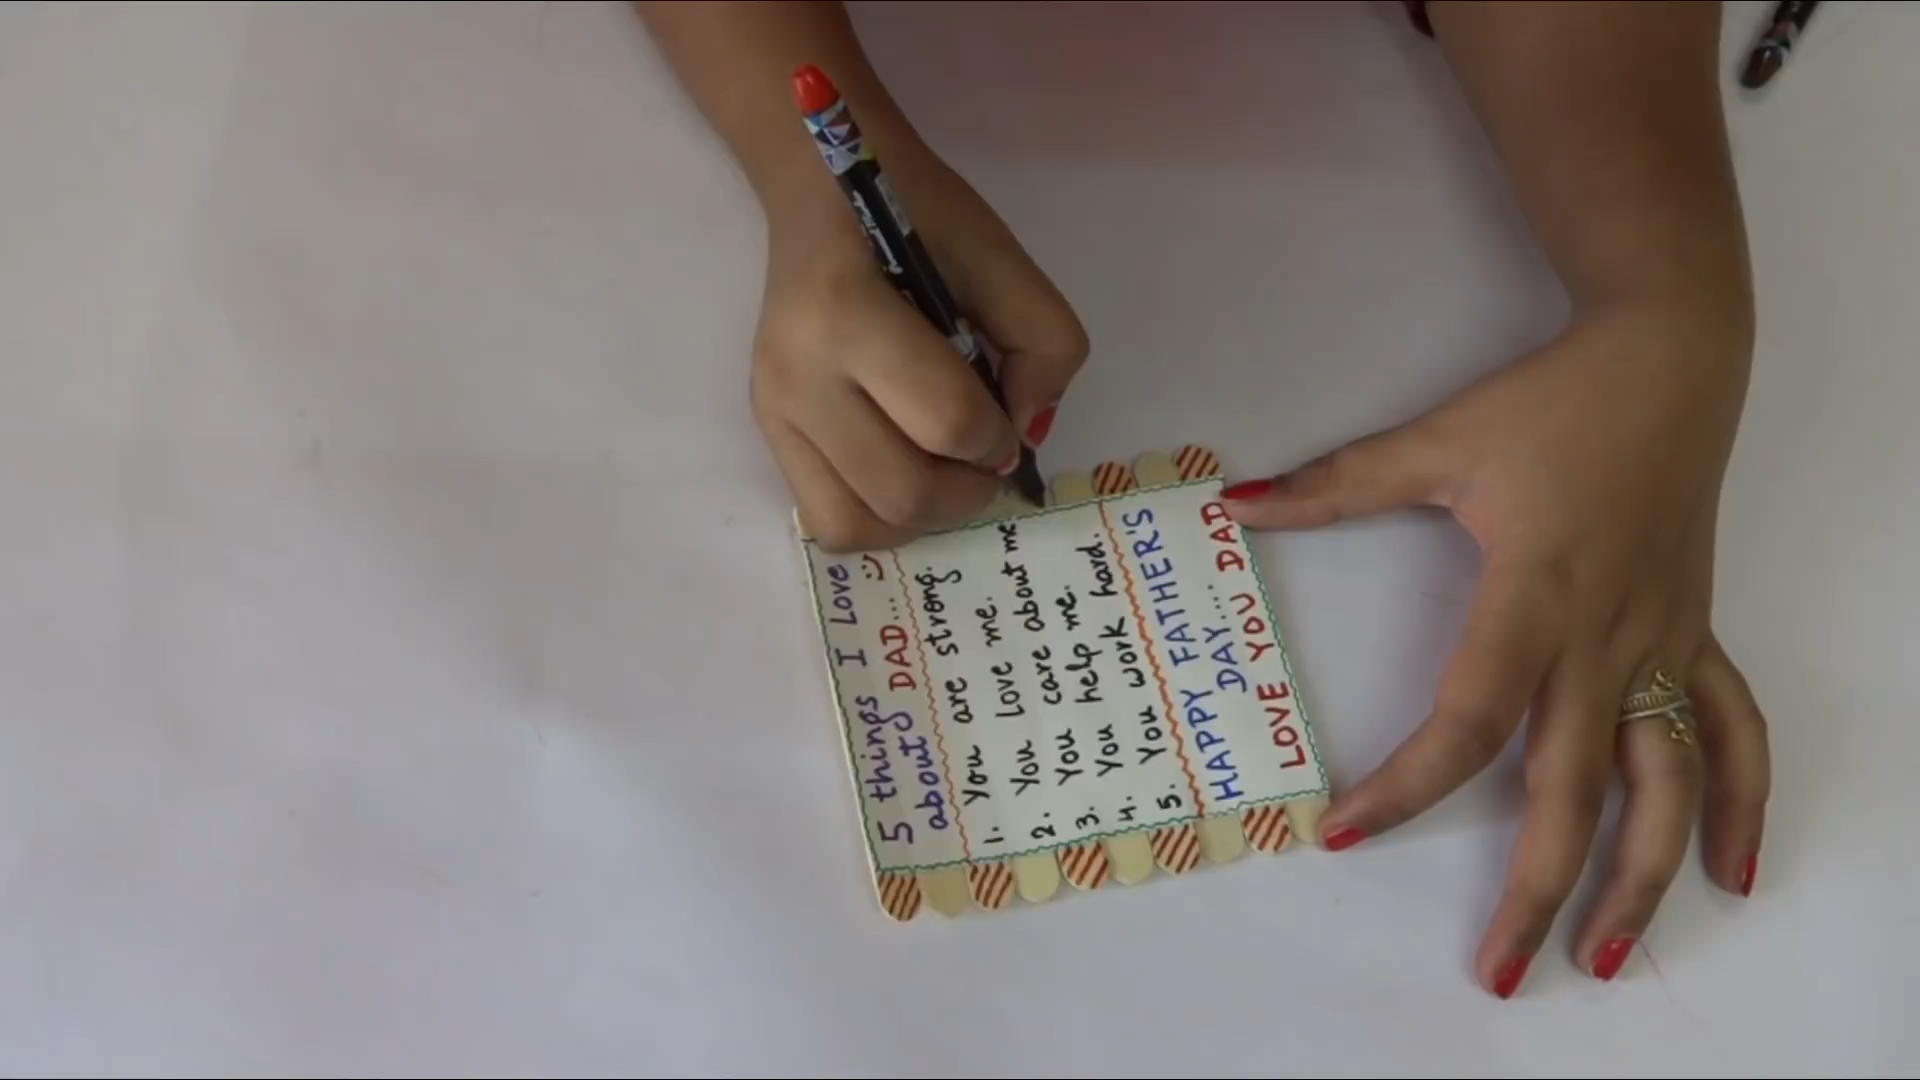 5 things I Love
about DAD... :)
1. You are strong.
2. You Love me.
3. You care about me
4. You help me.
5. You work hard.
HAPPY FATHER'S
DAY....
LOVE YOU DAD